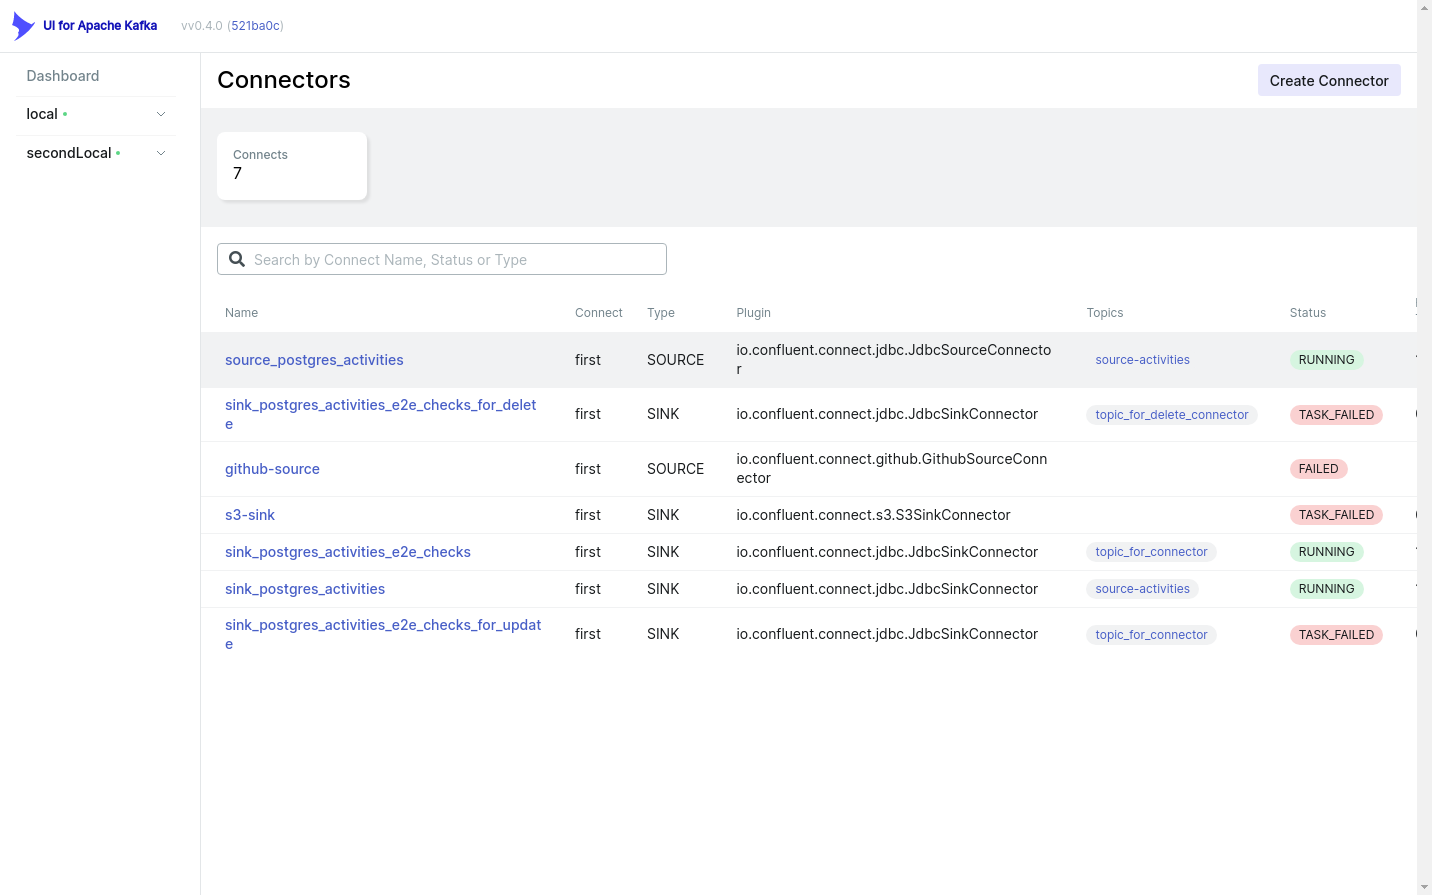 UI for Apache Kafka
vv0.4.0 (521ba0c)
Dashboard
local
secondLocal
Connectors
Create Connector
Connects
7
Search by Connect Name, Status or Type
Name Connect Type Plugin Topics Status
source_postgres_activities first SOURCE io.confluent.connect.jdbc.JdbcSourceConnecto
r source-activities RUNNING
sink_postgres_activities_e2e_checks_for_delet
e first SINK io.confluent.connect.jdbc.JdbcSinkConnector topic_for_delete_connector TASK_FAILED
github-source first SOURCE io.confluent.connect.github.GithubSourceConn
ector FAILED
s3-sink first SINK io.confluent.connect.s3.S3SinkConnector TASK_FAILED
sink_postgres_activities_e2e_checks first SINK io.confluent.connect.jdbc.JdbcSinkConnector topic_for_connector RUNNING
sink_postgres_activities first SINK io.confluent.connect.jdbc.JdbcSinkConnector source-activities RUNNING
sink_postgres_activities_e2e_checks_for_updat
e first SINK io.confluent.connect.jdbc.JdbcSinkConnector topic_for_connector TASK_FAILED